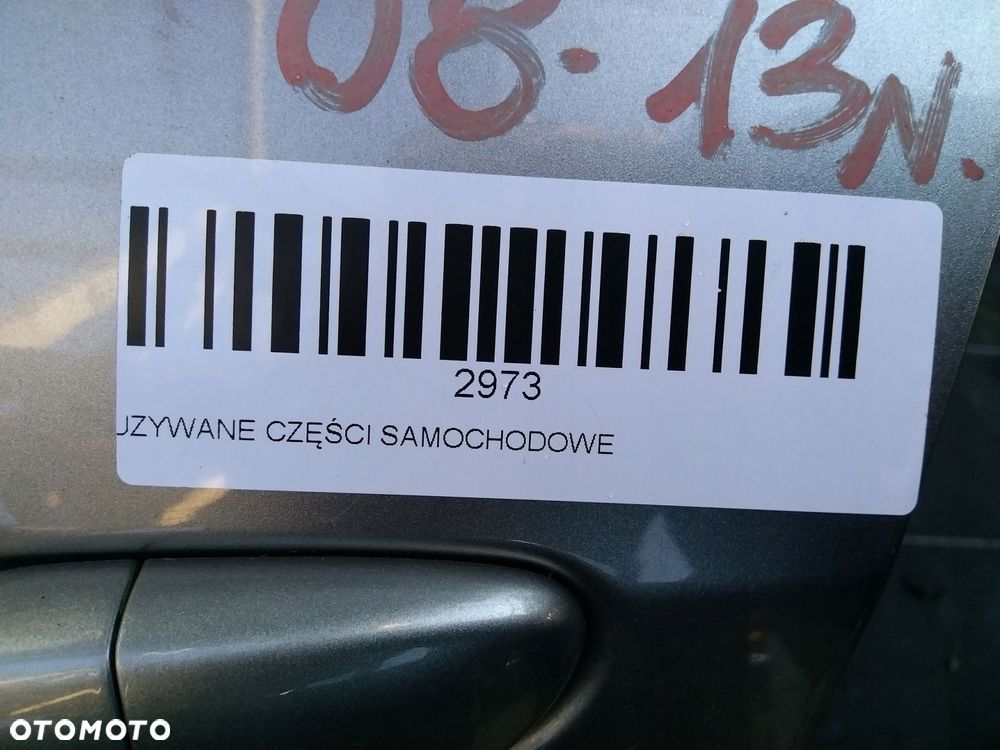 08-13N.
2973
UZYWANE CZĘŚCI SAMOCHODOWE
OTOMOTO